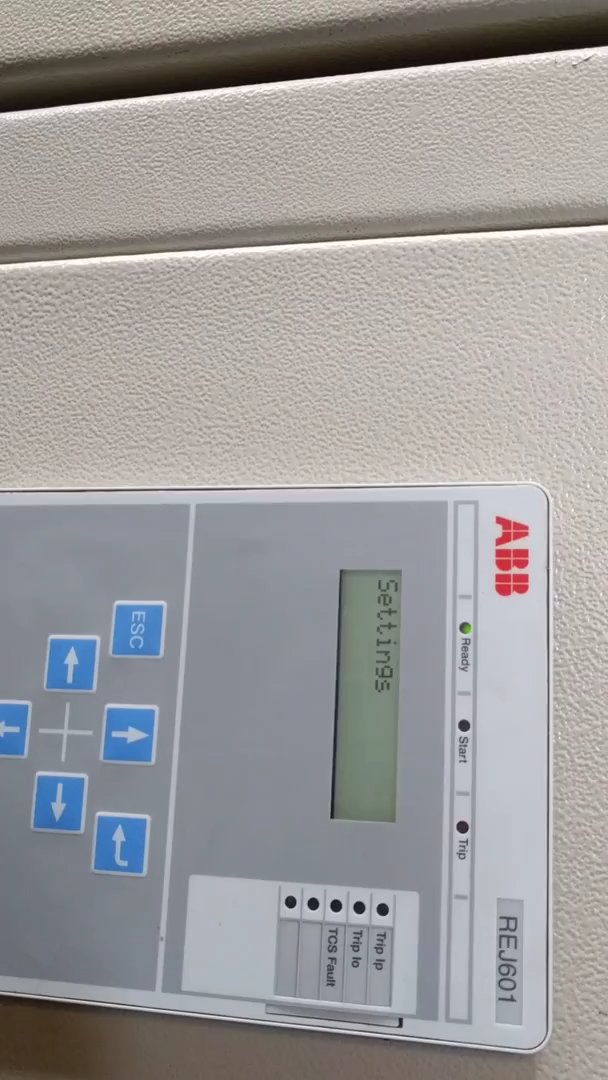 ABB
REJ601
Ready
Start
Trip
Settings
Trip Ip
Trip Io
TCS Fault
ESC